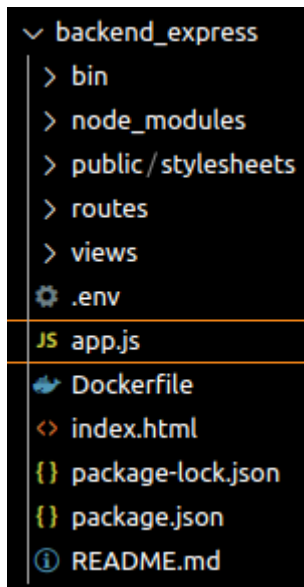 backend_express
bin
node_modules
public/stylesheets
routes
views
.env
JS app.js
Dockerfile
index.html
package-lock.json
package.json
README.md